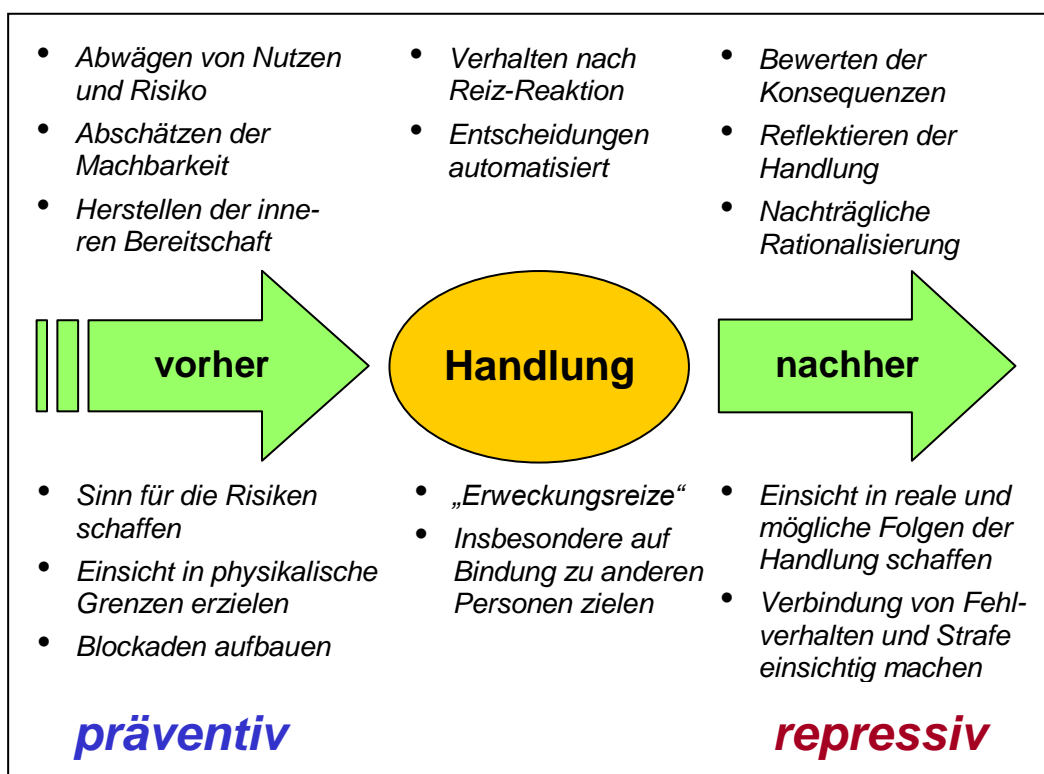 • Abwägen von Nutzen
und Risiko
• Abschätzen der
Machbarkeit
• Herstellen der inne-
ren Bereitschaft
• Verhalten nach
Reiz-Reaktion
• Entscheidungen
automatisiert
• Bewerten der
Konsequenzen
• Reflektieren der
Handlung
• Nachträgliche
Rationalisierung
vorher
Handlung
nachher
• Sinn für die Risiken
schaffen
• Einsicht in physikalische
Grenzen erzielen
• Blockaden aufbauen
• „Erweckungsreize“
• Insbesondere auf
Bindung zu anderen
Personen zielen
• Einsicht in reale und
mögliche Folgen der
Handlung schaffen
• Verbindung von Fehl-
verhalten und Strafe
einsichtig machen
präventiv
repressiv